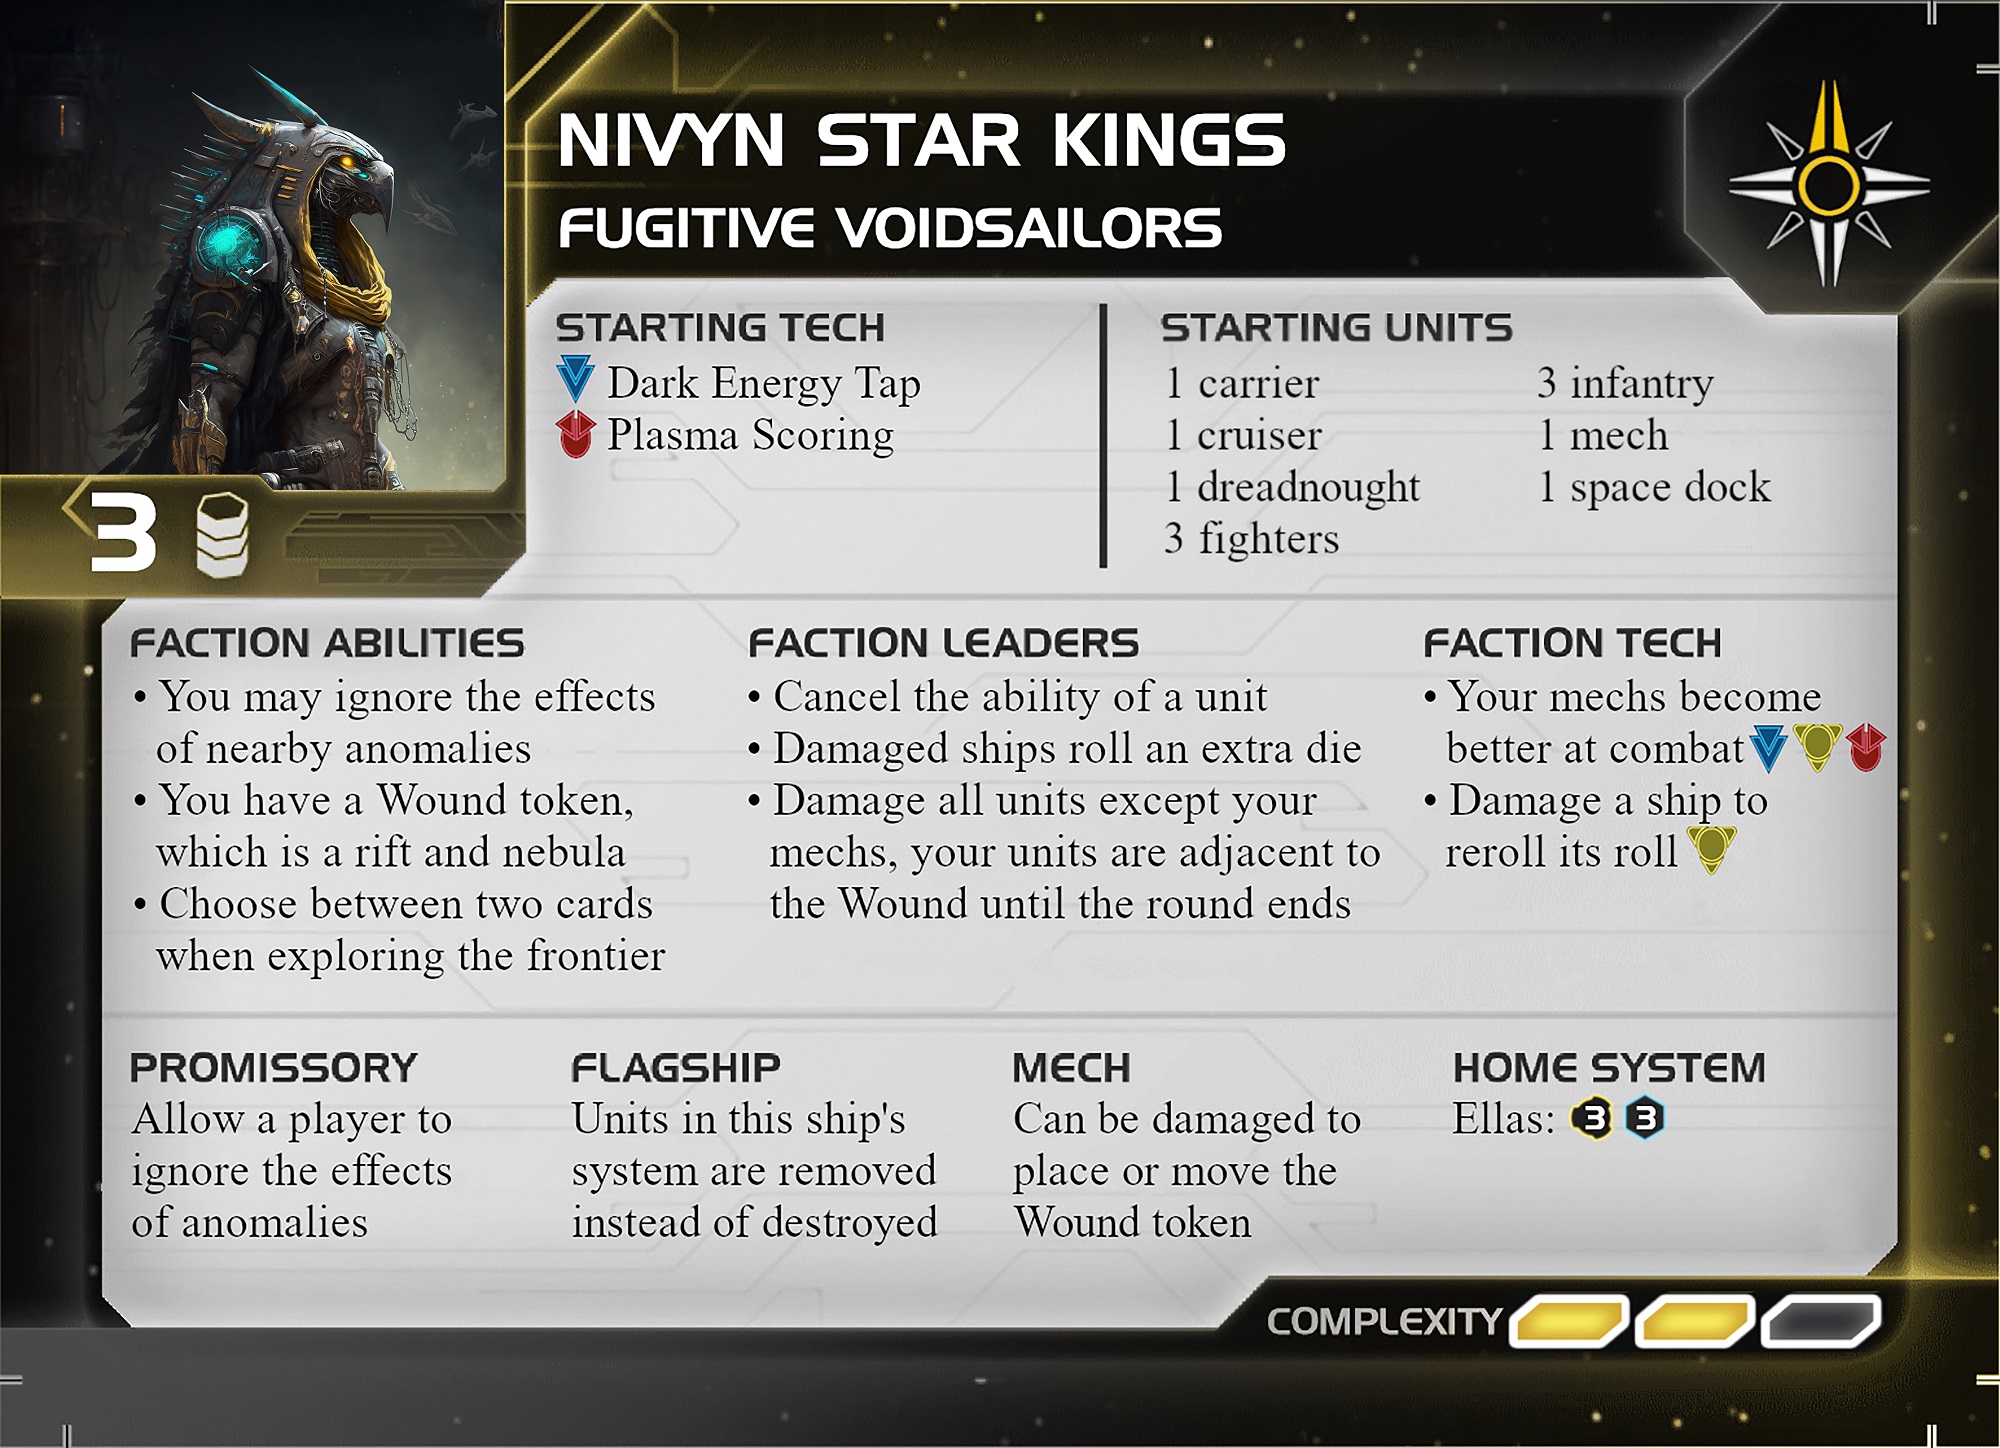 NIVYN STAR KINGS
FUGITIVE VOIDSAILORS
STARTING TECH
Dark Energy Tap
Plasma Scoring
STARTING UNITS
1 carrier
1 cruiser
1 dreadnought
3 fighters
3 infantry
1 mech
1 space dock
3
FACTION ABILITIES
• You may ignore the effects
of nearby anomalies
• You have a Wound token,
which is a rift and nebula
• Choose between two cards
when exploring the frontier
FACTION LEADERS
• Cancel the ability of a unit
• Damaged ships roll an extra die
• Damage all units except your
mechs, your units are adjacent to
the Wound until the round ends
FACTION TECH
• Your mechs become
better at combat
• Damage a ship to
reroll its roll
PROMISSORY
Allow a player to
ignore the effects
of anomalies
FLAGSHIP
Units in this ship's
system are removed
instead of destroyed
MECH
Can be damaged to
place or move the
Wound token
HOME SYSTEM
Ellas: 3 3
COMPLEXITY